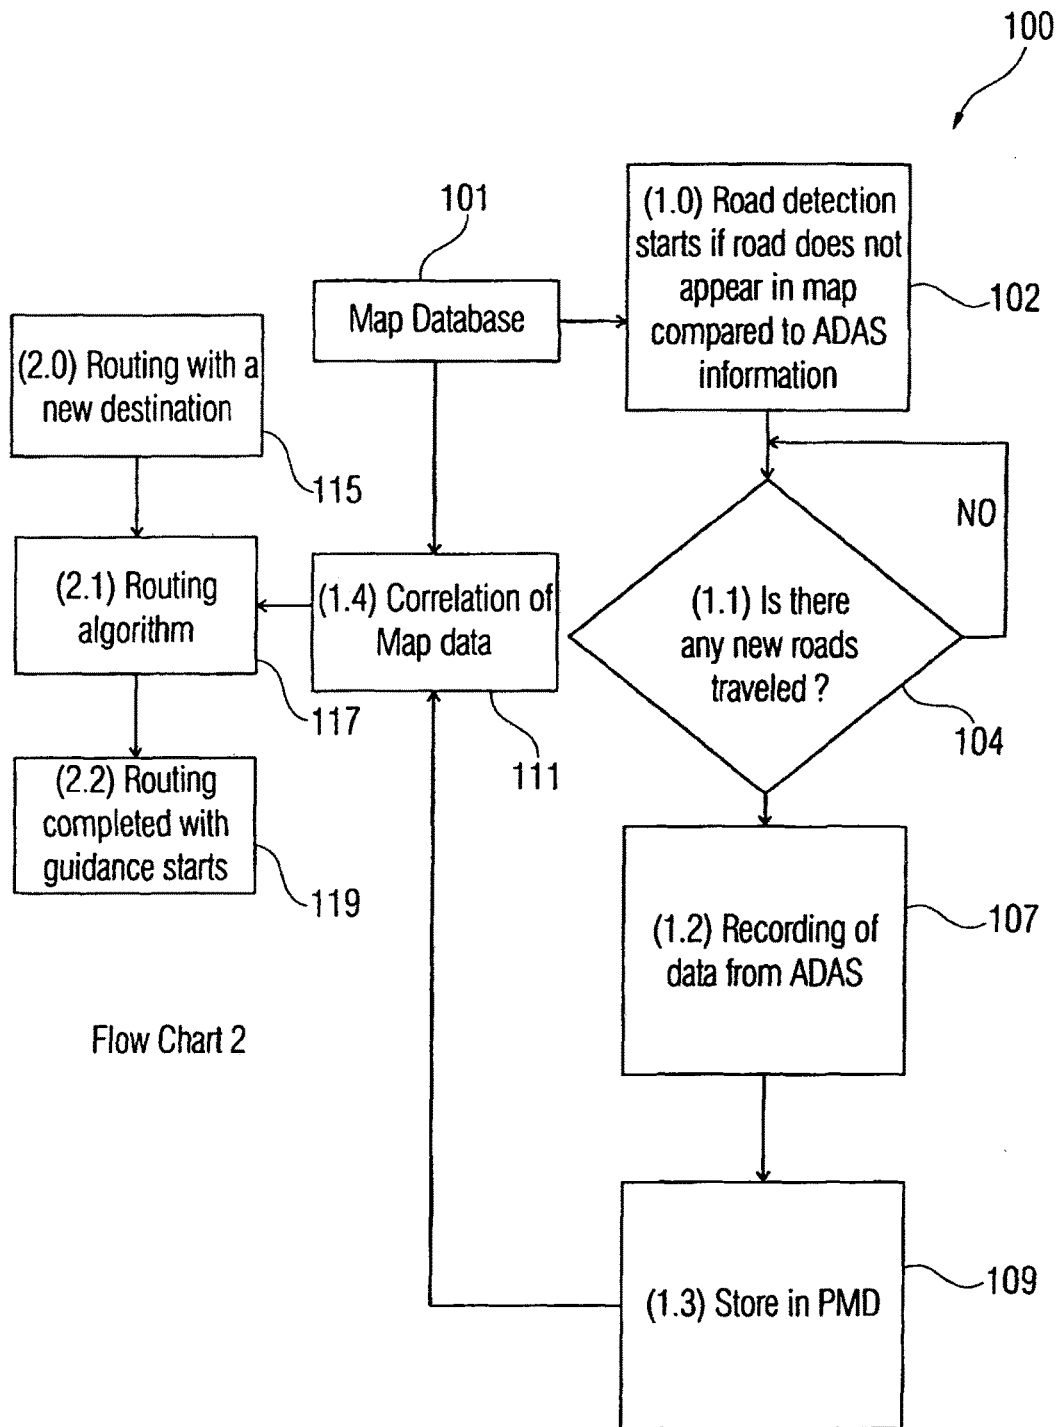 100
101
(1.0) Road detection
starts if road does not
appear in map
compared to ADAS
information
102
Map Database
(2.0) Routing with a
new destination
115
NO
(2.1) Routing
algorithm
117
(1.4) Correlation of
Map data
111
(1.1) Is there
any new roads
traveled ?
104
(2.2) Routing
completed with
guidance starts
119
(1.2) Recording of
data from ADAS
107
Flow Chart 2
(1.3) Store in PMD
109